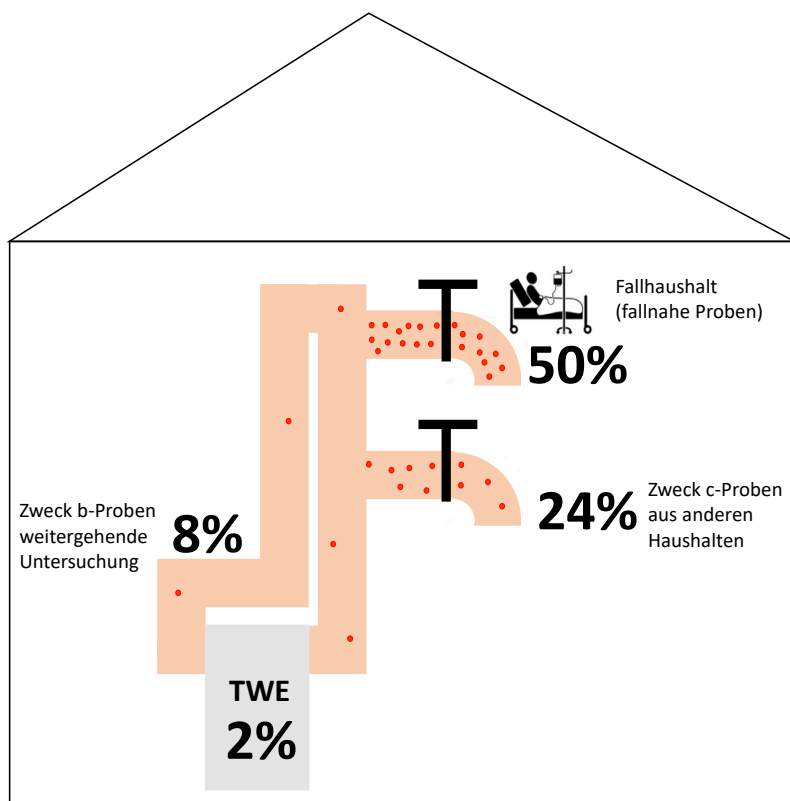 Fallhaushalt
(fallnahe Proben)
50%
Zweck b-Proben
weitergehende
Untersuchung
8%
24%
Zweck c-Proben
aus anderen
Haushalten
TWE
2%